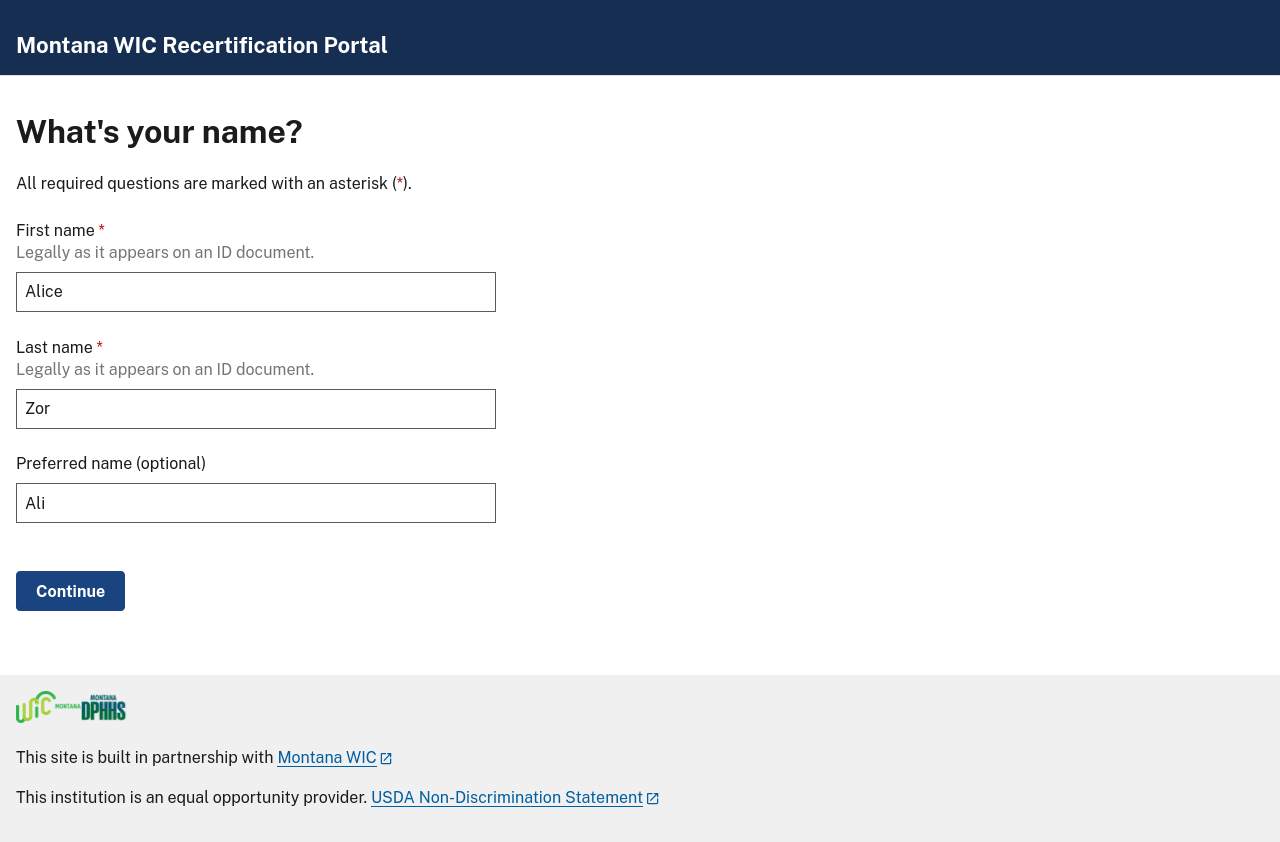 Montana WIC Recertification Portal
What's your name?
All required questions are marked with an asterisk (*).
First name *
Legally as it appears on an ID document.
Alice
Last name *
Legally as it appears on an ID document.
Zor
Preferred name (optional)
Ali
Continue
WIC MONTANA MONTANA DPHHS
This site is built in partnership with Montana WIC
This institution is an equal opportunity provider. USDA Non-Discrimination Statement